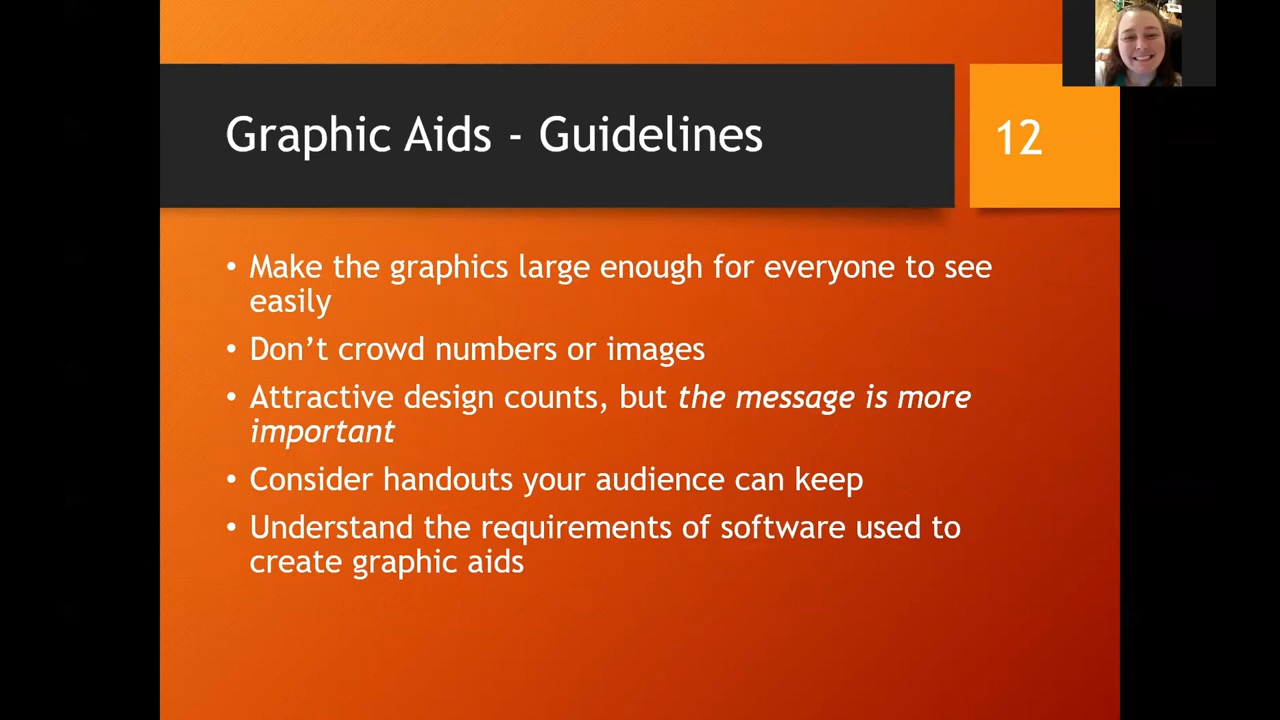 Graphic Aids - Guidelines
12
• Make the graphics large enough for everyone to see
easily
• Don’t crowd numbers or images
• Attractive design counts, but the message is more
important
• Consider handouts your audience can keep
• Understand the requirements of software used to
create graphic aids